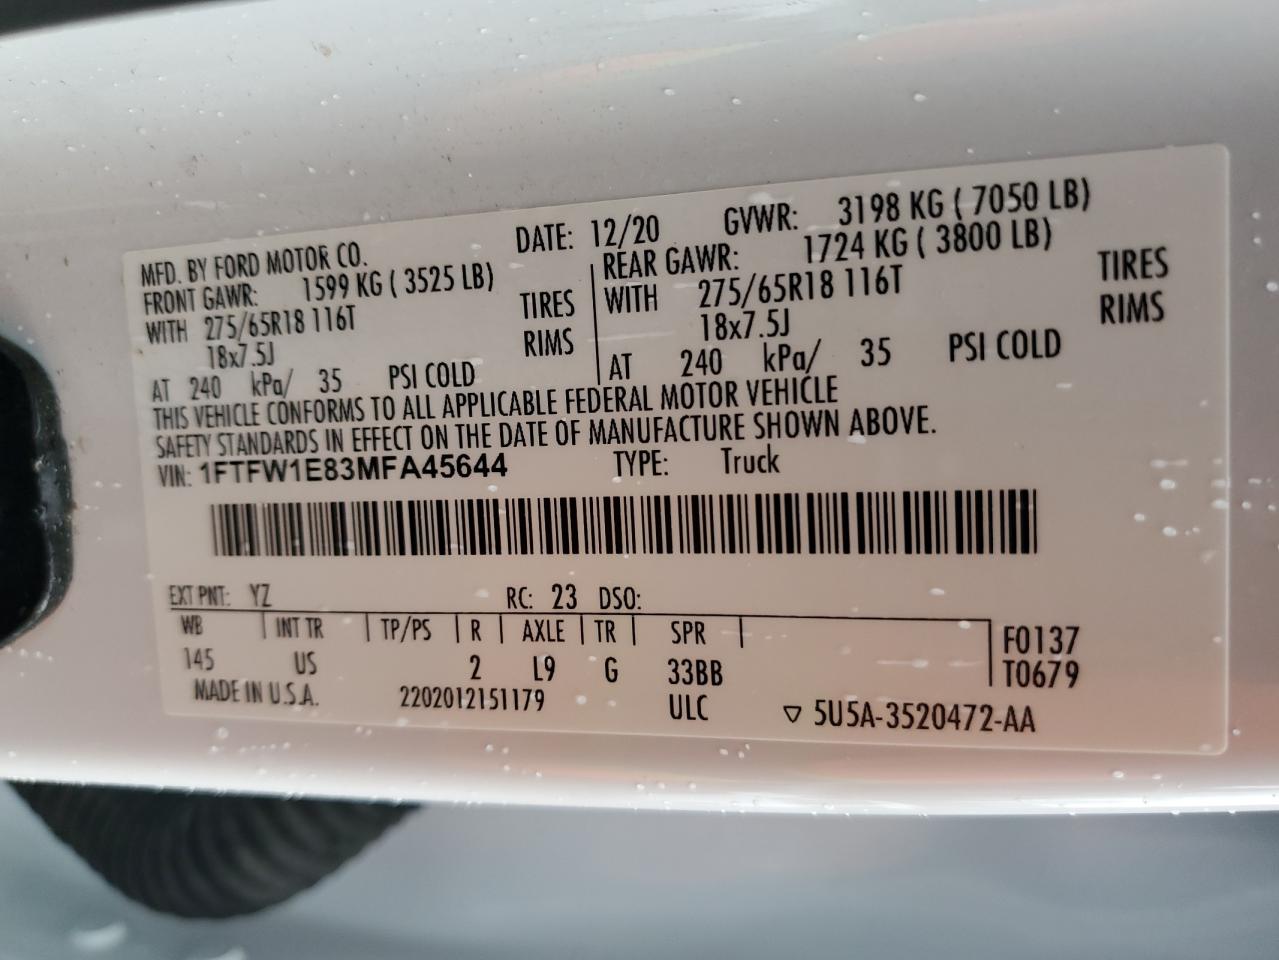 MFD. BY FORD MOTOR CO. DATE: 12/20 GVWR: 3198 KG ( 7050 LB)
FRONT GAWR: 1599 KG ( 3525 LB) REAR GAWR: 1724 KG ( 3800 LB)
WITH 275/65R18 116T TIRES WITH 275/65R18 116T TIRES
18x7.5J RIMS 18x7.5J RIMS
AT 240 kPa/ 35 PSI COLD AT 240 kPa/ 35 PSI COLD
THIS VEHICLE CONFORMS TO ALL APPLICABLE FEDERAL MOTOR VEHICLE
SAFETY STANDARDS IN EFFECT ON THE DATE OF MANUFACTURE SHOWN ABOVE.
VIN: 1FTFW1E83MFA45644 TYPE: Truck
EXT PNT: YZ RC: 23 DSO:
WB INT TR TP/PS R AXLE TR SPR F0137
145 US 2 L9 G 33BB T0679
MADE IN U.S.A. 2202012151179 ULC ▽ 5U5A-3520472-AA